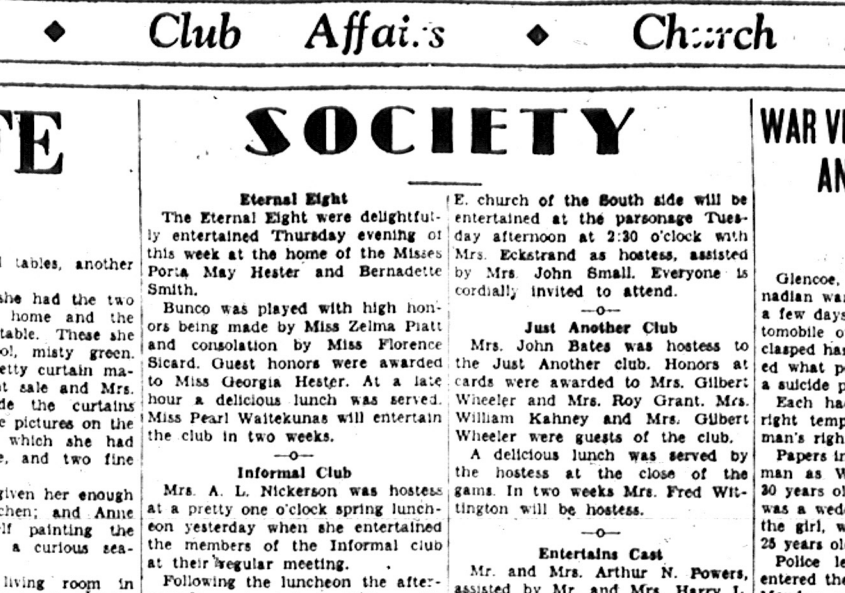 Club Affairs Church
SOCIETY
WAR
tables, another
she had the two
home and the
table. These she
misty green.
curtain ma-
sale and Mrs.
the curtains
pictures on the
which she had
and two fine
given her enough
and Anne
painting the
a curious sea-
living room in
Eternal Eight
The Eternal Eight were delightful-
ly entertained Thursday evening of
this week at the home of the Misses
Porta May Hester and Bernadette
Smith.
Bunco was played with high hon-
ors being made by Miss Zelma Piatt
and consolation by Miss Florence
Sicard. Guest honors were awarded
to Miss Georgia Hester. At a late
hour a delicious lunch was served.
Miss Pearl Waitekunas will entertain
the club in two weeks.
—o—
Informal Club
Mrs. A. L. Nickerson was hostess
at a pretty one o'clock spring lunch-
eon yesterday when she entertained
the members of the Informal club
at their regular meeting.
Following the luncheon the after-
E. church of the South side will be
entertained at the parsonage Tues-
day afternoon at 2:30 o'clock with
Mrs. Eckstrand as hostess, assisted
by Mrs. John Small. Everyone is
cordially invited to attend.
—o—
Just Another Club
Mrs. John Bates was hostess to
the Just Another club. Honors at
cards were awarded to Mrs. Gilbert
Wheeler and Mrs. Roy Grant. Mrs.
William Kahney and Mrs. Gilbert
Wheeler were guests of the club.
A delicious lunch was served by
the hostess at the close of the
gams. In two weeks Mrs. Fred Wit-
tington will be hostess.
—o—
Entertains Cast
Mr. and Mrs. Arthur N. Powers,
assisted by Mr. and Mrs. Harry L.
Glencoe,
nadian war
a few days
tomobile
clasped
ed what
a suicide
Each
right temp
man's righ
Papers in
man as W
30 years ol
was a wed
the girl, w
25 years ol
Police le
entered the